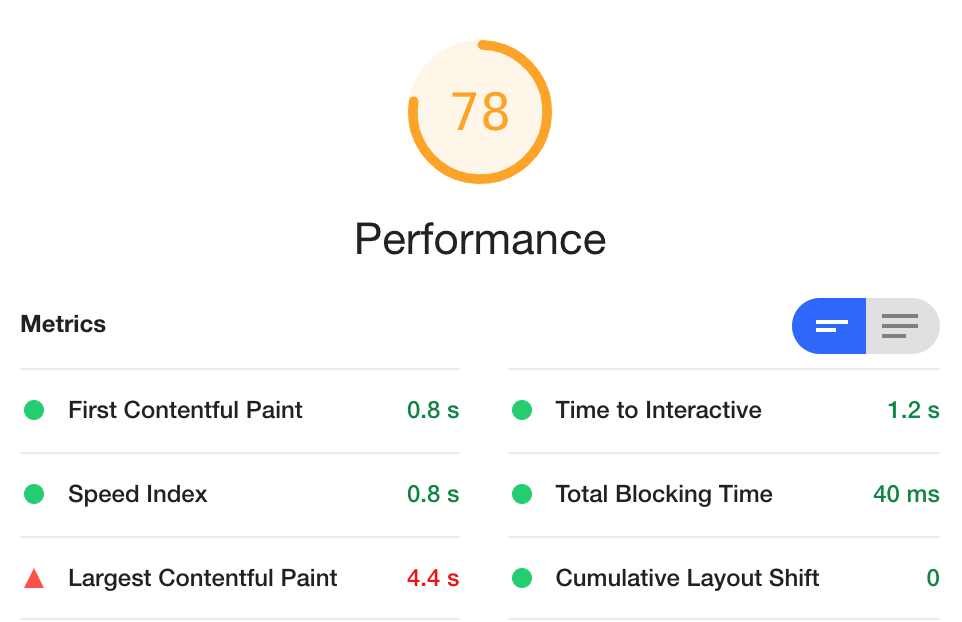 78
Performance
Metrics
First Contentful Paint 0.8 s
Time to Interactive 1.2 s
Speed Index 0.8 s
Total Blocking Time 40 ms
Largest Contentful Paint 4.4 s
Cumulative Layout Shift 0